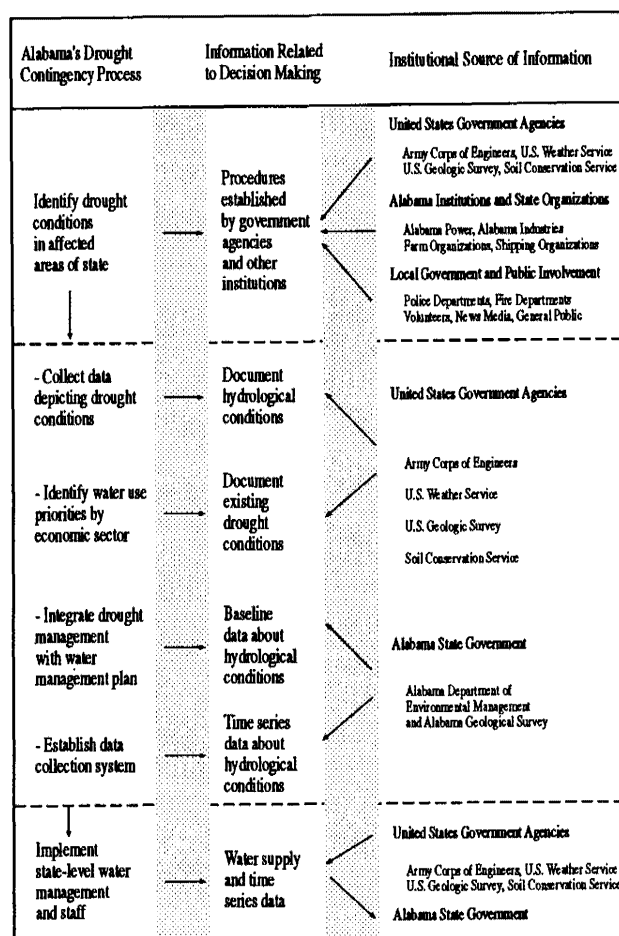 Alabama's Drought
Contingency Process
Information Related
to Decision Making
Institutional Source of Information
Identify drought
conditions
in affected
areas of state
Procedures
established
by government
agencies
and other
institutions
United States Government Agencies
Army Corps of Engineers, U.S. Weather Service
U.S. Geologic Survey, Soil Conservation Service
Alabama Institutions and State Organizations
Alabama Power, Alabama Industries
Farm Organizations, Shipping Organizations
Local Government and Public Involvement
Police Departments, Fire Departments
Volunteers, News Media, General Public
- Collect data
depicting drought
conditions
Document
hydrological
conditions
United States Government Agencies
Army Corps of Engineers
U.S. Weather Service
U.S. Geologic Survey
Soil Conservation Service
- Identify water use
priorities by
economic sector
Document
existing
drought
conditions
- Integrate drought
management
with water
management plan
Baseline
data about
hydrological
conditions
Alabama State Government
Alabama Department of
Environmental Management
and Alabama Geological Survey
- Establish data
collection system
Time series
data about
hydrological
conditions
Implement
state-level water
management
and staff
Water supply
and time
series data
United States Government Agencies
Army Corps of Engineers, U.S. Weather Service
U.S. Geologic Survey, Soil Conservation Service
Alabama State Government